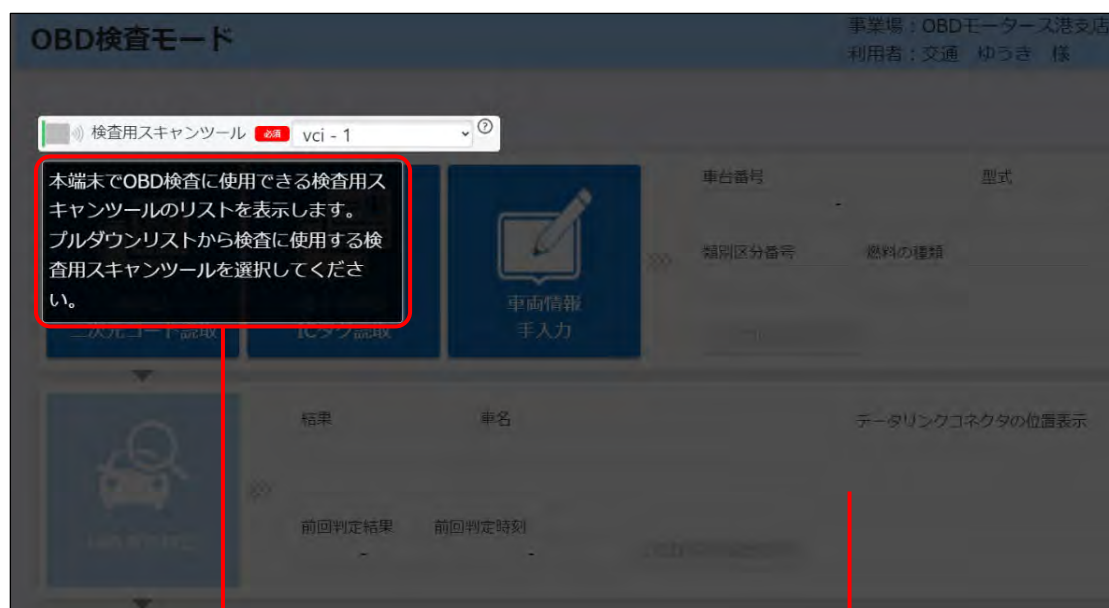 OBD検査モード
事業場:OBDモータース港支店
利用者:交通 ゆうき 様
検査用スキャンツール 必須 vci - 1
本端末でOBD検査に使用できる検査用ス
キャンツールのリストを表示します。
プルダウンリストから検査に使用する検
査用スキャンツールを選択してくださ
い。
二次元コード読取
ICタグ読取
車両情報
手入力
車台番号
型式
-
類別区分番号
燃料の種類
結果
車名
データリンクコネクタの位置表示
前回判定結果
前回判定時刻
-
-